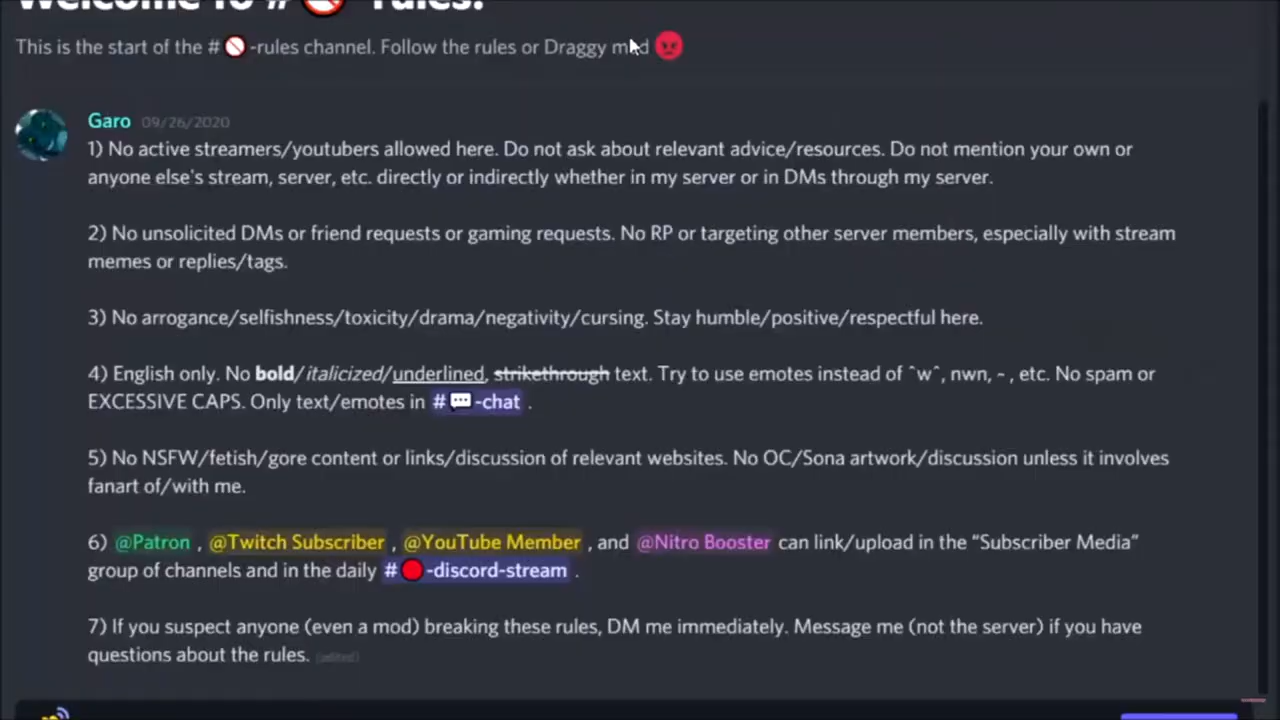 Welcome to # 🚫 -rules!
This is the start of the # 🚫 -rules channel. Follow the rules or Draggy mad 😡
Garo 09/26/2020
1) No active streamers/youtubers allowed here. Do not ask about relevant advice/resources. Do not mention your own or
anyone else's stream, server, etc. directly or indirectly whether in my server or in DMs through my server.
2) No unsolicited DMs or friend requests or gaming requests. No RP or targeting other server members, especially with stream
memes or replies/tags.
3) No arrogance/selfishness/toxicity/drama/negativity/cursing. Stay humble/positive/respectful here.
4) English only. No bold/italicized/underlined, strikethrough text. Try to use emotes instead of ^w^, nwn, ~ , etc. No spam or
EXCESSIVE CAPS. Only text/emotes in # 💬 -chat .
5) No NSFW/fetish/gore content or links/discussion of relevant websites. No OC/Sona artwork/discussion unless it involves
fanart of/with me.
6) @Patron , @Twitch Subscriber , @YouTube Member , and @Nitro Booster can link/upload in the “Subscriber Media”
group of channels and in the daily # 🔴 -discord-stream .
7) If you suspect anyone (even a mod) breaking these rules, DM me immediately. Message me (not the server) if you have
questions about the rules. (edited)